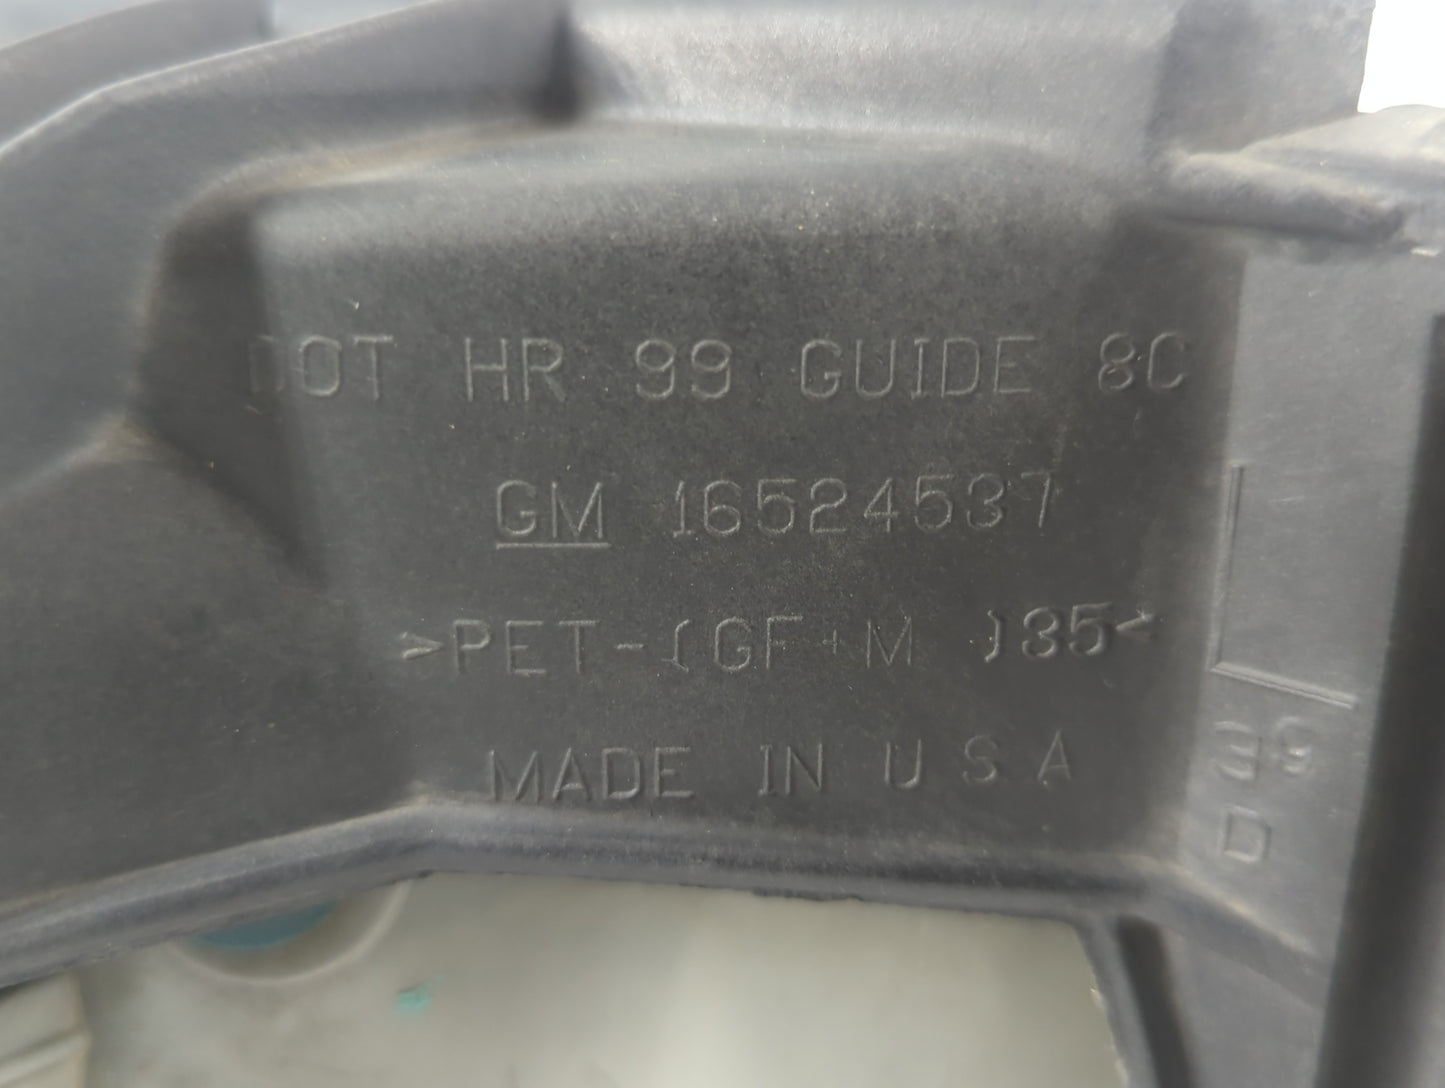 DOT HR 99 GUIDE 8C
GM 16524537
>PET-(GF+M )35<
MADE IN U S A
D